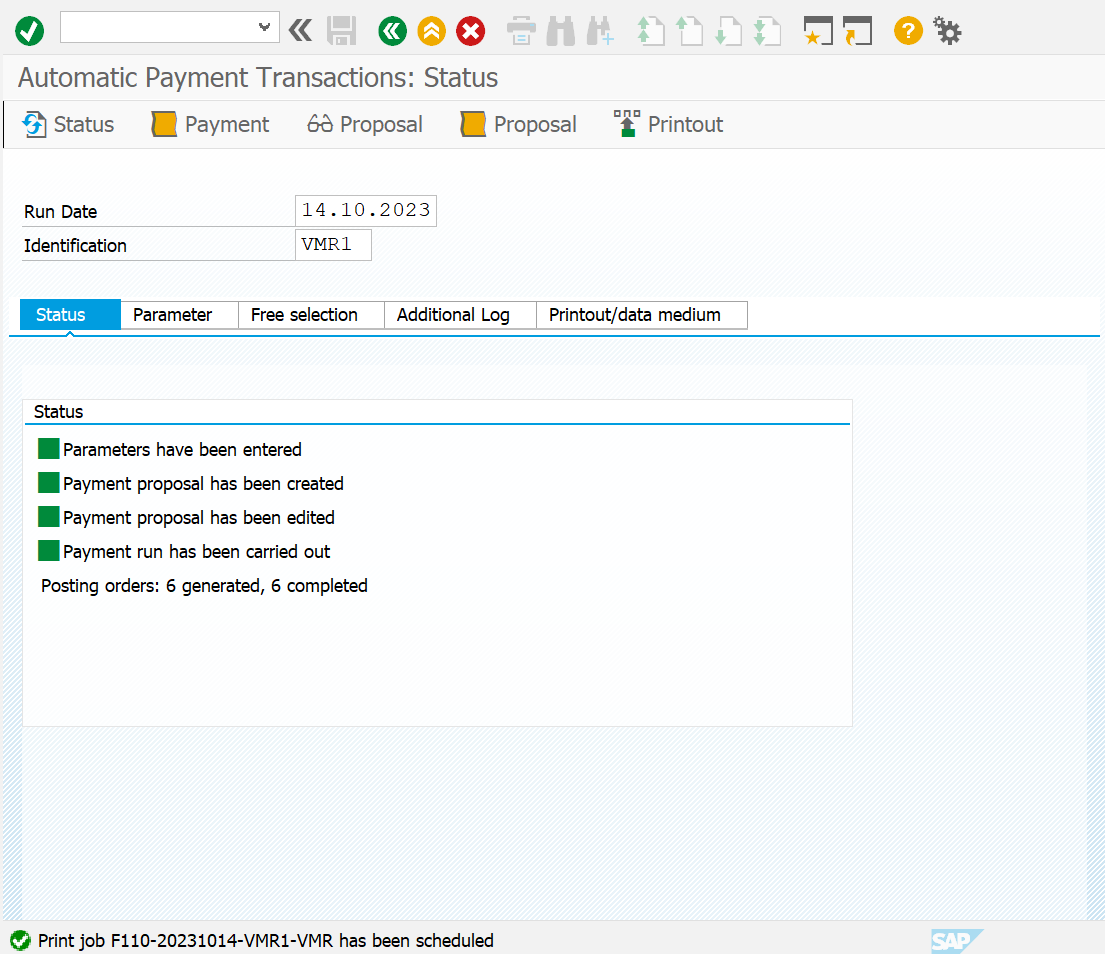 Automatic Payment Transactions: Status
Status Payment Proposal Proposal Printout
Run Date 14.10.2023
Identification VMR1
Status Parameter Free selection Additional Log Printout/data medium
Status
Parameters have been entered
Payment proposal has been created
Payment proposal has been edited
Payment run has been carried out
Posting orders: 6 generated, 6 completed
Print job F110-20231014-VMR1-VMR has been scheduled
SAP